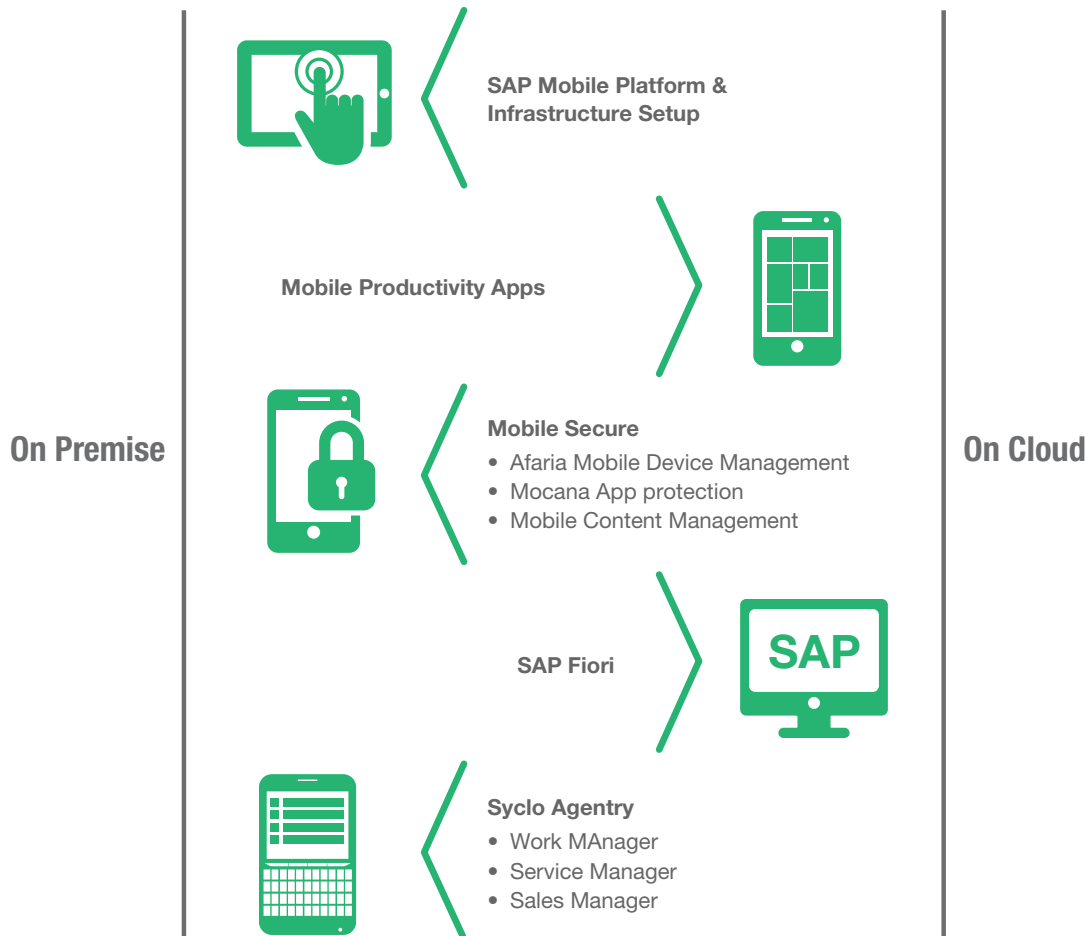 SAP Mobile Platform &
Infrastructure Setup
Mobile Productivity Apps
On Premise
Mobile Secure
• Afaria Mobile Device Management
• Mocana App protection
• Mobile Content Management
On Cloud
SAP Fiori
SAP
Syclo Agentry
• Work MAnager
• Service Manager
• Sales Manager